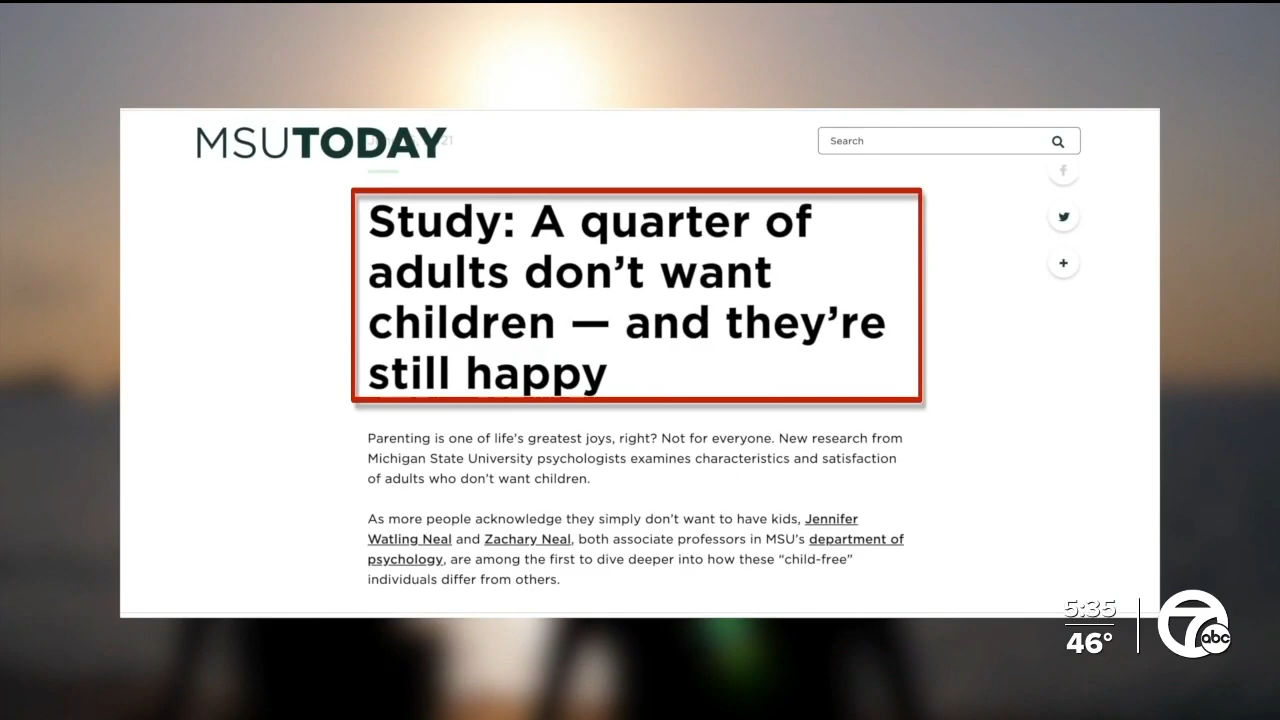 MSUTODAY
Search
Study: A quarter of
adults don’t want
children — and they’re
still happy
Parenting is one of life’s greatest joys, right? Not for everyone. New research from
Michigan State University psychologists examines characteristics and satisfaction
of adults who don’t want children.
As more people acknowledge they simply don’t want to have kids, Jennifer
Watling Neal and Zachary Neal, both associate professors in MSU’s department of
psychology, are among the first to dive deeper into how these “child-free”
individuals differ from others.
5:35
46°
7
abc